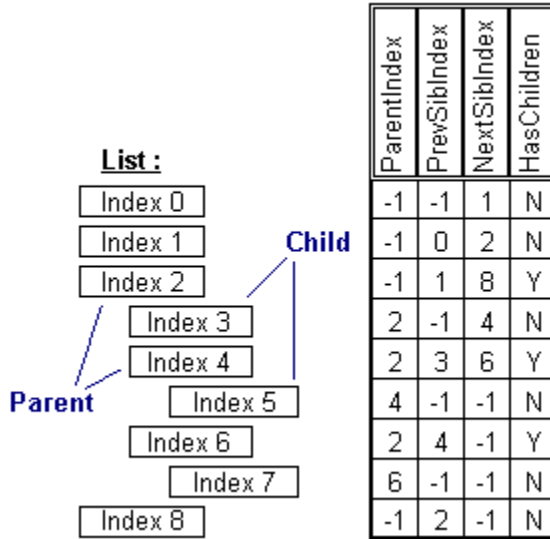 ParentIndex PrevSibIndex NextSibIndex HasChildren
List :
Index 0 -1 -1 1 N
Index 1 Child -1 0 2 N
Index 2 -1 1 8 Y
Index 3 2 -1 4 N
Index 4 2 3 6 Y
Parent Index 5 4 -1 -1 N
Index 6 2 4 -1 Y
Index 7 6 -1 -1 N
Index 8 -1 2 -1 N